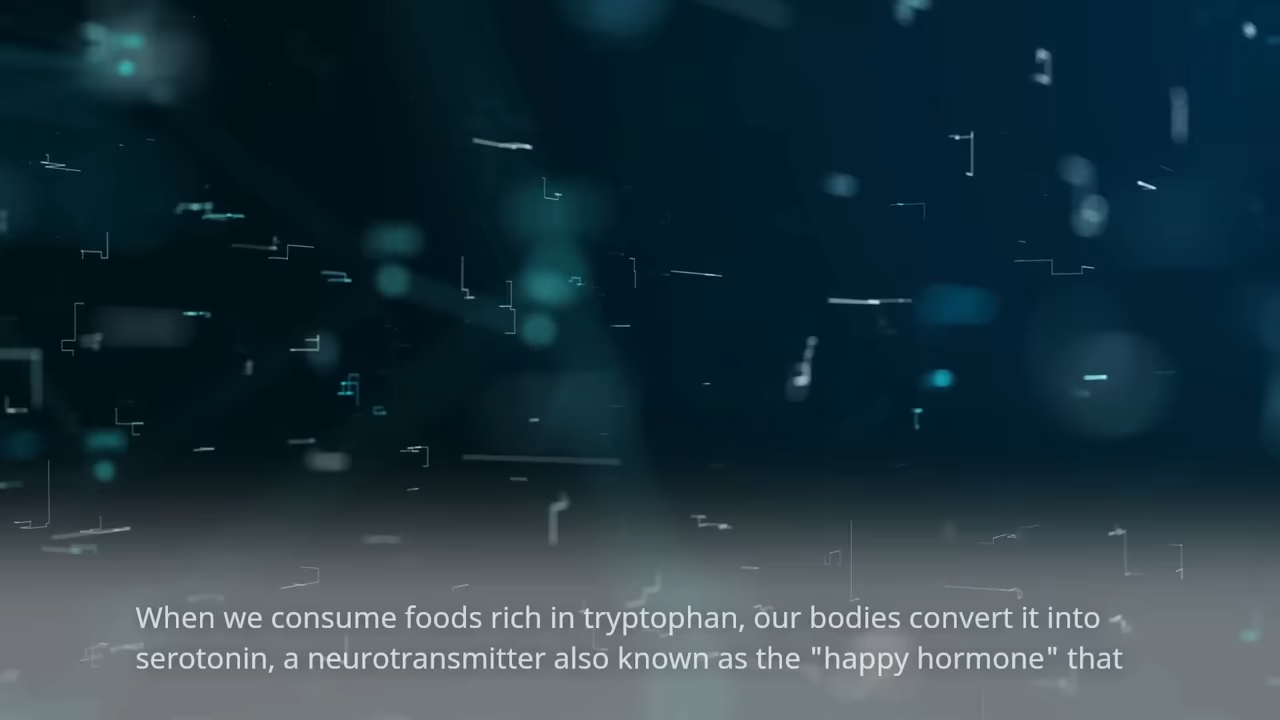 When we consume foods rich in tryptophan, our bodies convert it into
serotonin, a neurotransmitter also known as the "happy hormone" that